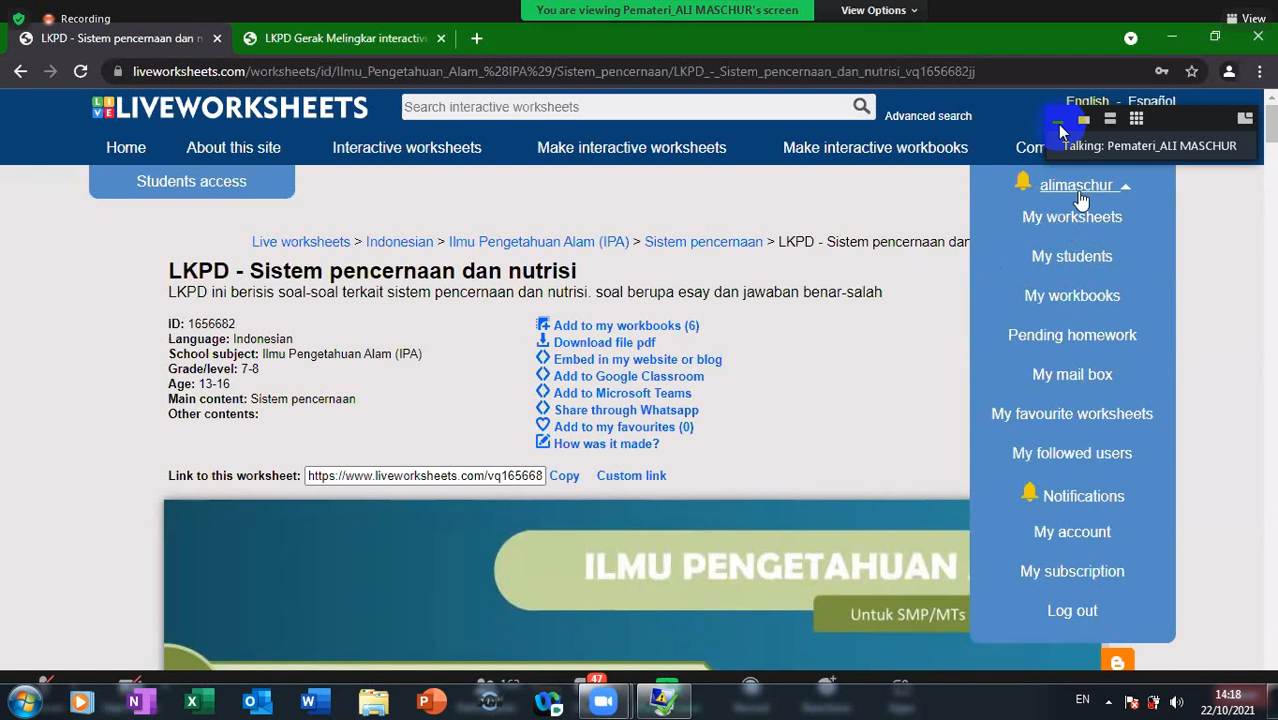 Recording
You are viewing Pemateri_ALI MASCHUR's screen
View Options
View
LKPD - Sistem pencernaan dan n
LKPD Gerak Melingkar interactiv
liveworksheets.com/worksheets/id/Ilmu_Pengetahuan_Alam_%28IPA%29/Sistem_pencernaan/LKPD_-_Sistem_pencernaan_dan_nutrisi_vq1656682jj
LIVEWORKSHEETS
Search interactive worksheets
Advanced search
English - Español
Talking: Pemateri_ALI MASCHUR
Home
About this site
Interactive worksheets
Make interactive worksheets
Make interactive workbooks
Com
Students access
alimaschur
My worksheets
My students
My workbooks
Pending homework
My mail box
My favourite worksheets
My followed users
Notifications
My account
My subscription
Log out
Live worksheets > Indonesian > Ilmu Pengetahuan Alam (IPA) > Sistem pencernaan > LKPD - Sistem pencernaan dan
LKPD - Sistem pencernaan dan nutrisi
LKPD ini berisis soal-soal terkait sistem pencernaan dan nutrisi. soal berupa esay dan jawaban benar-salah
ID: 1656682
Language: Indonesian
School subject: Ilmu Pengetahuan Alam (IPA)
Grade/level: 7-8
Age: 13-16
Main content: Sistem pencernaan
Other contents:
Add to my workbooks (6)
Download file pdf
Embed in my website or blog
Add to Google Classroom
Add to Microsoft Teams
Share through Whatsapp
Add to my favourites (0)
How was it made?
Link to this worksheet:
https://www.liveworksheets.com/vq165668
Copy
Custom link
ILMU PENGETAHUAN
Untuk SMP/MTs
47
EN
14:18
22/10/2021